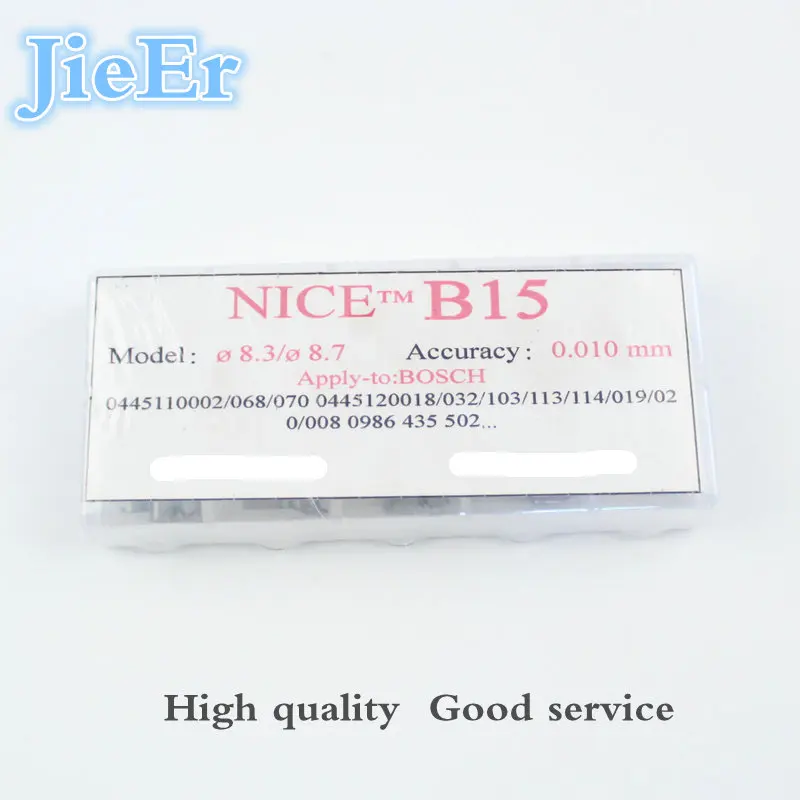 JieEr
NICE™ B15
Model: ø 8.3/ø 8.7 Accuracy: 0.010 mm
Apply-to:BOSCH
0445110002/068/070 0445120018/032/103/113/114/019/02
0/008 0986 435 502...
High quality Good service